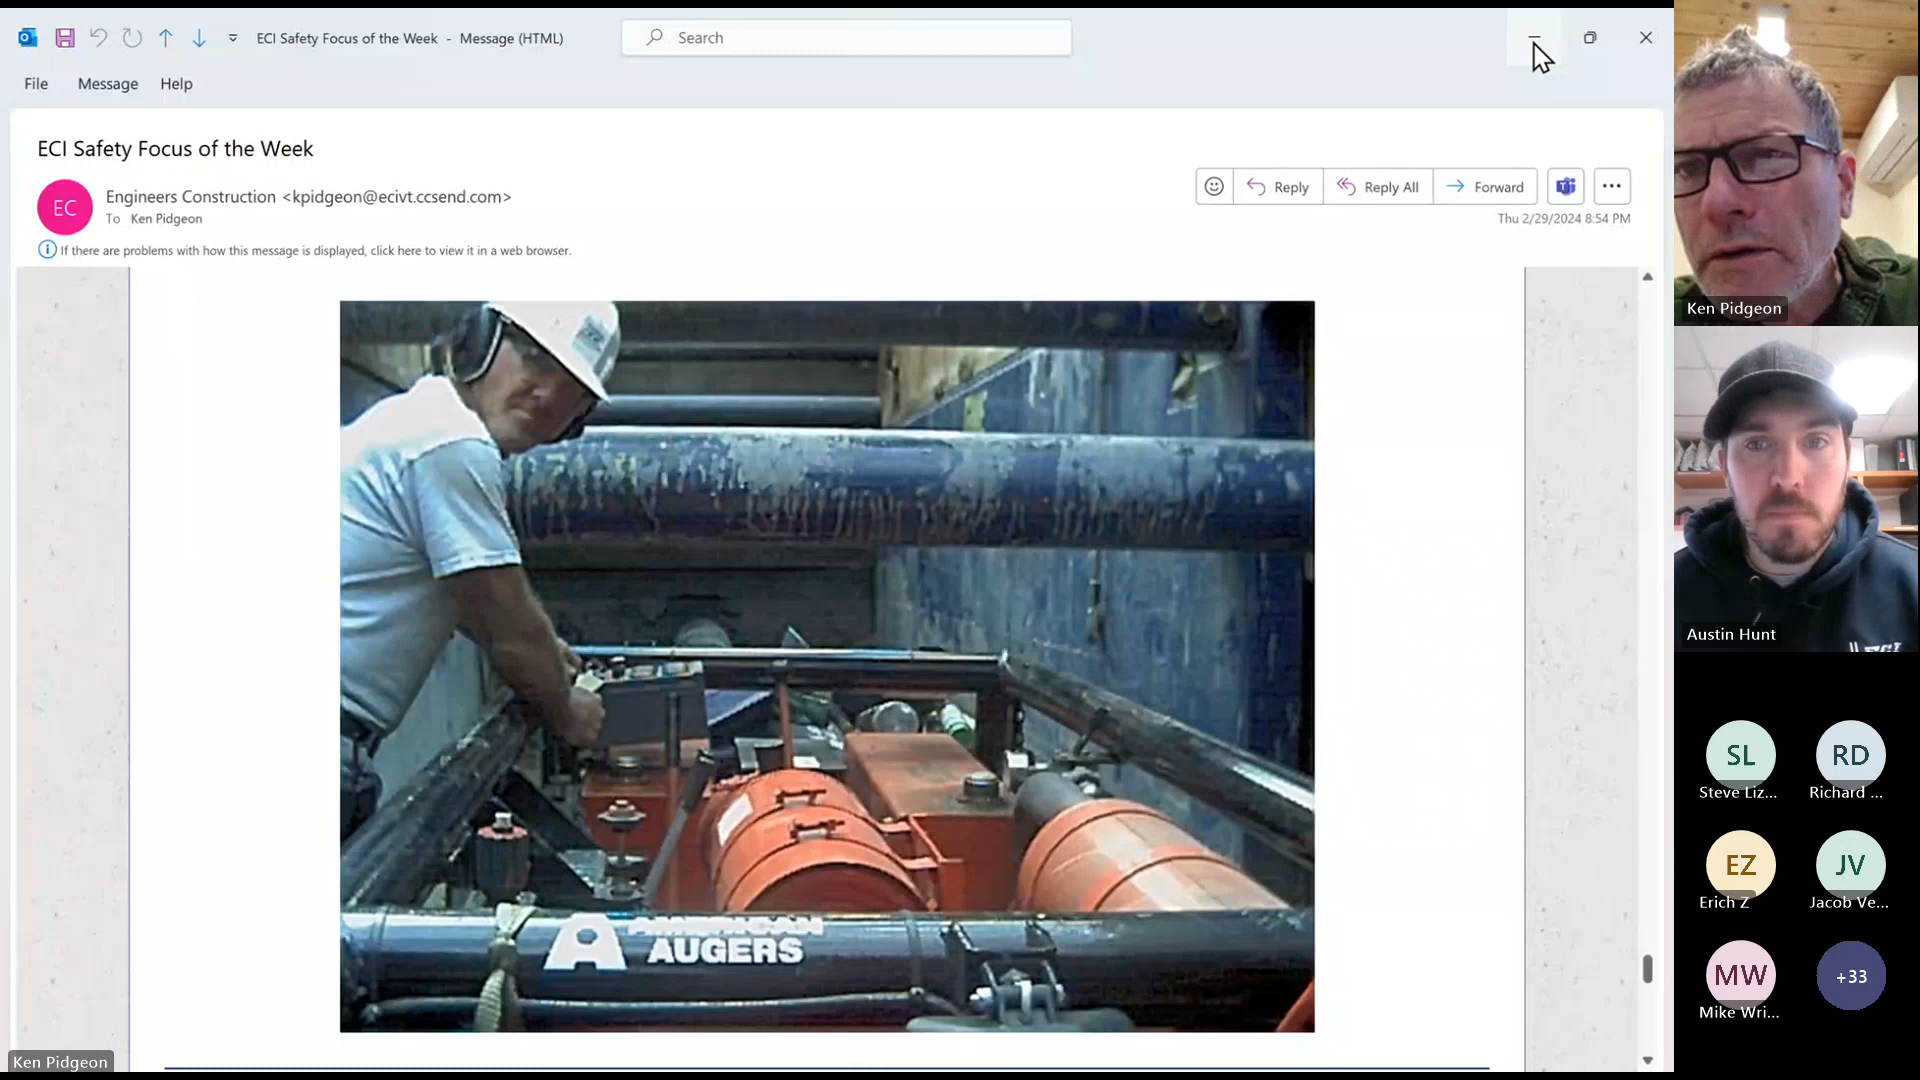 ECI Safety Focus of the Week - Message (HTML)
Search
File Message Help
ECI Safety Focus of the Week
EC
Engineers Construction <kpidgeon@ecivt.ccsend.com>
To Ken Pidgeon
Reply
Reply All
Forward
Thu 2/29/2024 8:54 PM
If there are problems with how this message is displayed, click here to view it in a web browser.
AMERICAN
AUGERS
Ken Pidgeon
Ken Pidgeon
Austin Hunt
SL
Steve Liz...
RD
Richard ...
EZ
Erich Z
JV
Jacob Ve...
MW
Mike Wri...
+33